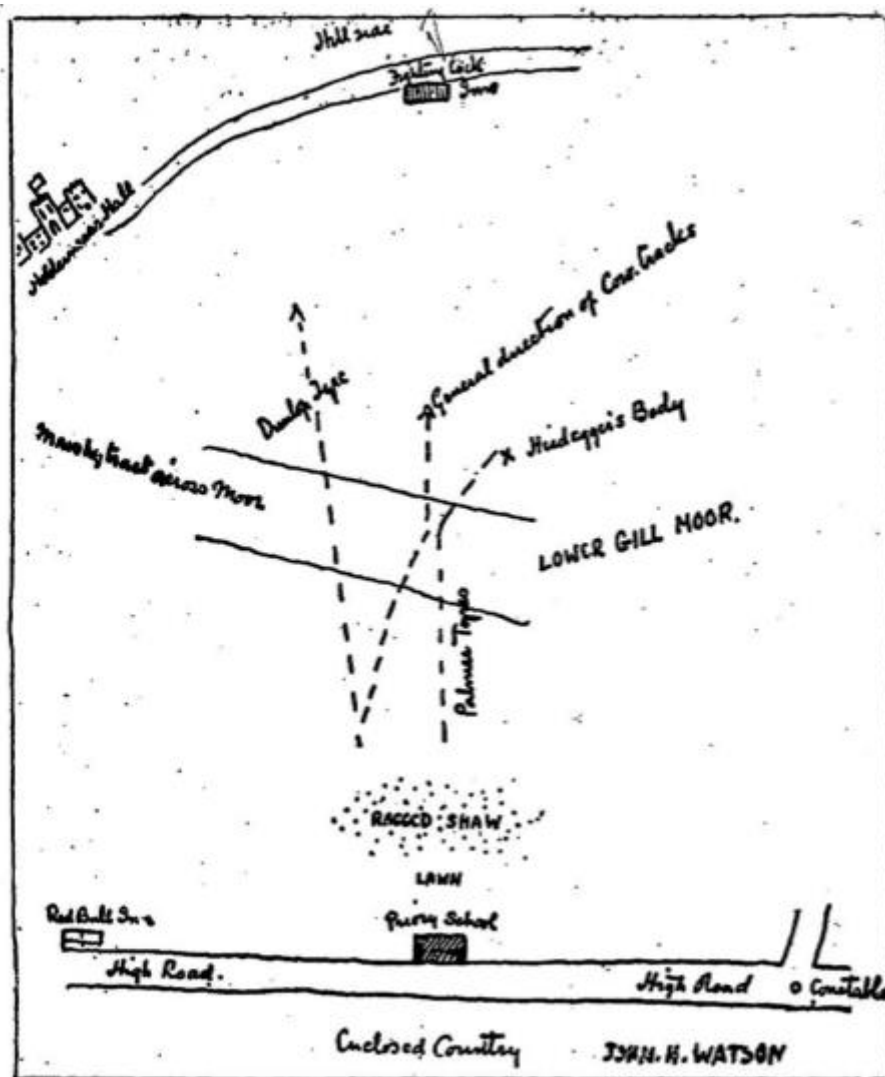 Hill side
Fighting Cock
Inn
Holdernesse Hall
General direction of Cow. tracks
Dunlop Tyre
Heidegger's Body
Marshy tract across Moor
LOWER GILL MOOR.
Palmer Tyres
RAGGED SHAW
LAWN
Red Bull Inn
Priory School
High Road.
High Road
Constable
Enclosed Country
JOHN. H. WATSON